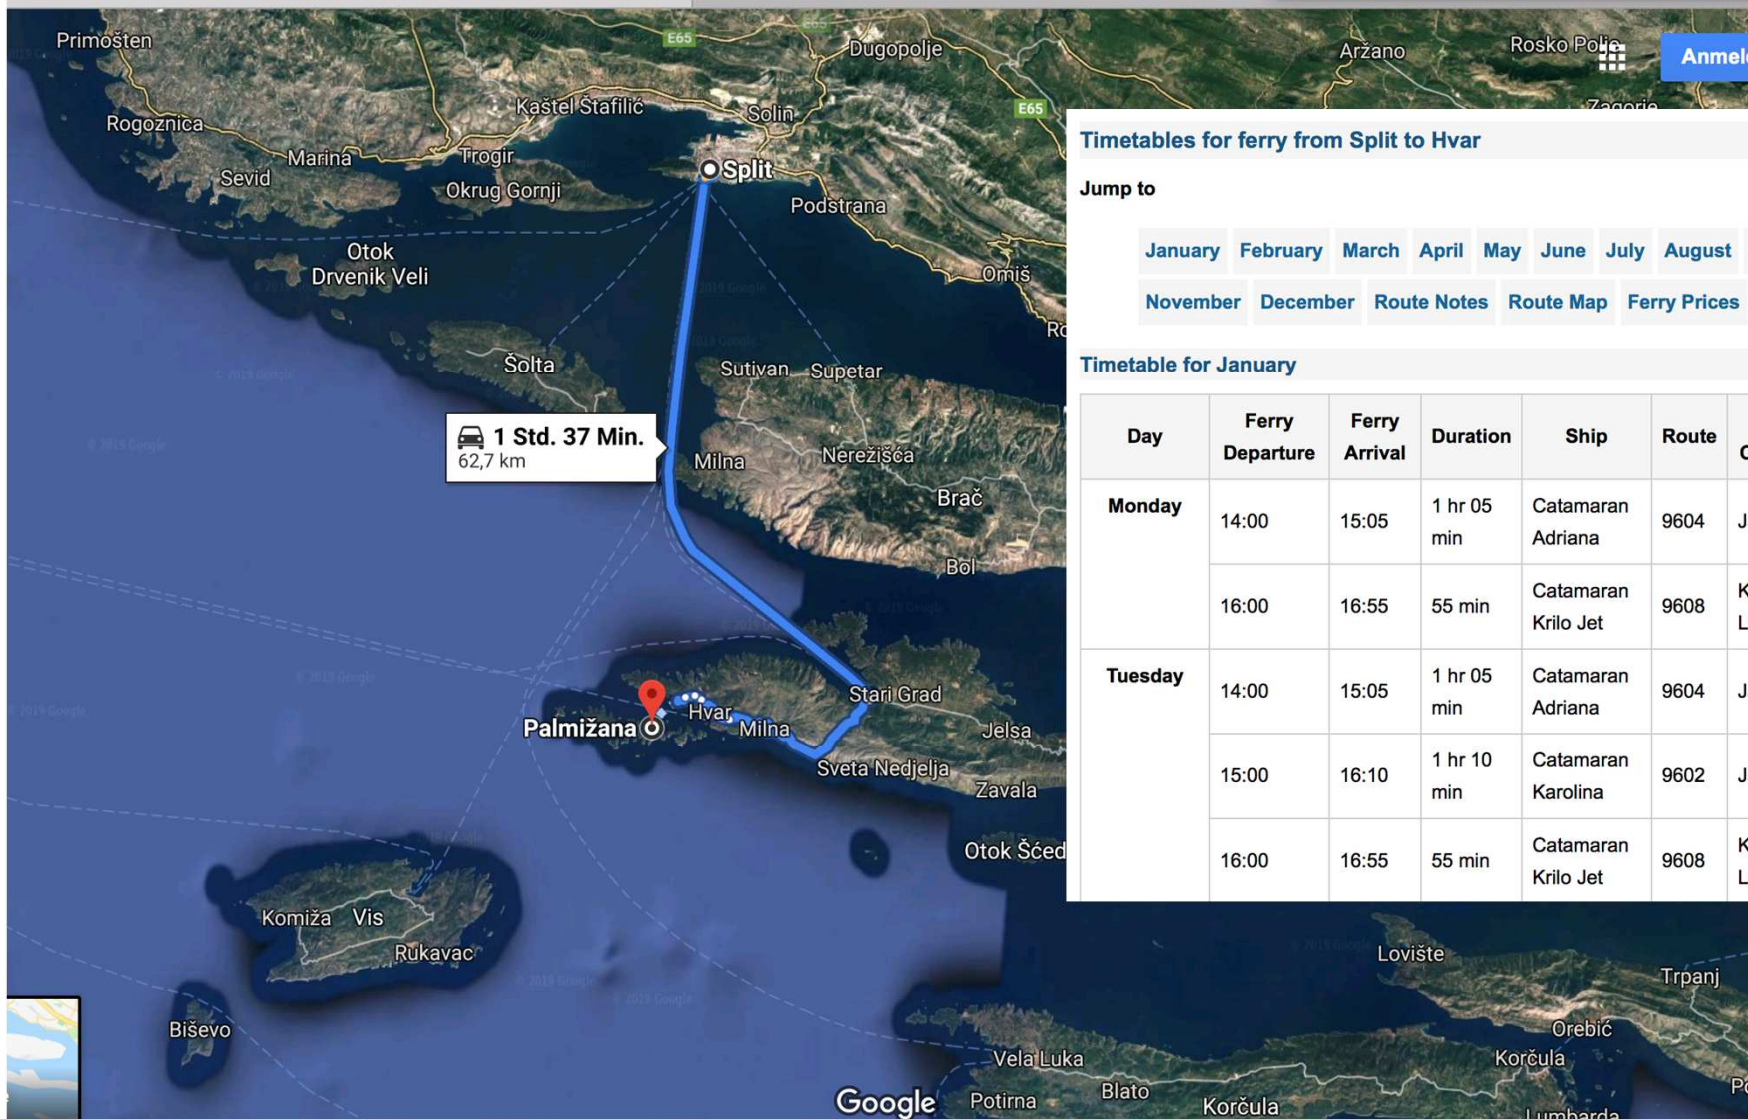 Primošten
E65
Dugopolje
Aržano
Rosko Polje
Anmel
Rogoznica
Kaštel Štafilić
Solin
E65
Zagorje
Marina
Trogir
Sevid
Okrug Gornji
Split
Podstrana
Otok
Drvenik Veli
Omiš
Šolta
Sutivan
Supetar
1 Std. 37 Min.
62,7 km
Milna
Nerežišća
Brač
Bol
Stari Grad
Palmižana
Hvar
Milna
Jelsa
Sveta Nedjelja
Zavala
Otok Šćed
Komiža
Vis
Rukavac
Biševo
Lovište
Trpanj
Orebić
Vela Luka
Korčula
Blato
Potirna
Korčula
Lumbarda
Google
Timetables for ferry from Split to Hvar
Jump to
January February March April May June July August
November December Route Notes Route Map Ferry Prices
Timetable for January
Day Ferry Departure Ferry Arrival Duration Ship Route
Monday 14:00 15:05 1 hr 05 min Catamaran Adriana 9604 J
16:00 16:55 55 min Catamaran Krilo Jet 9608 K L
Tuesday 14:00 15:05 1 hr 05 min Catamaran Adriana 9604 J
15:00 16:10 1 hr 10 min Catamaran Karolina 9602 J
16:00 16:55 55 min Catamaran Krilo Jet 9608 K L